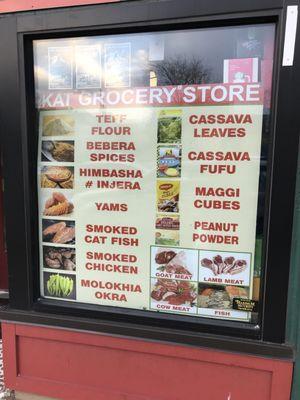 KAI GROCERY STORE
TEFF
FLOUR
BEBERA
SPICES
HIMBASHA
# INJERA
YAMS
SMOKED
CAT FISH
SMOKED
CHICKEN
MOLOKHIA
OKRA
CASSAVA
LEAVES
CASSAVA
FUFU
MAGGI
CUBES
PEANUT
POWDER
GOAT MEAT
LAMB MEAT
COW MEAT
FISH